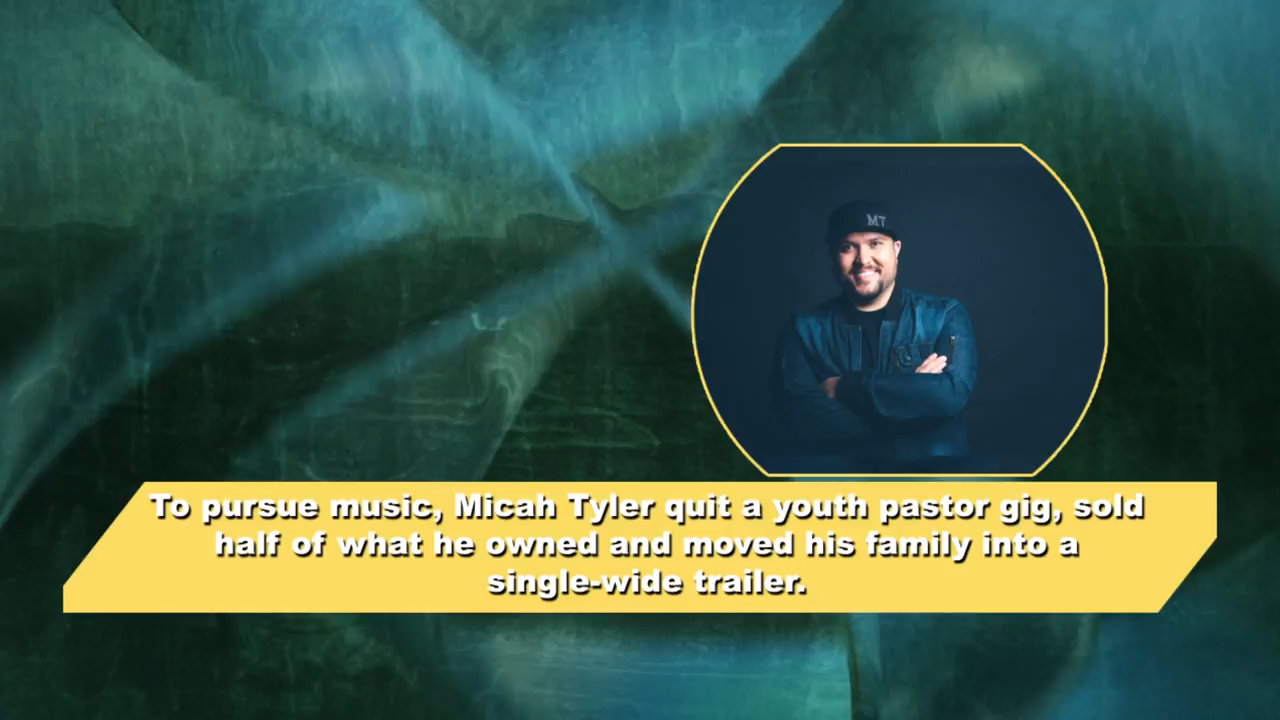 MT
To pursue music, Micah Tyler quit a youth pastor gig, sold
half of what he owned and moved his family into a
single-wide trailer.